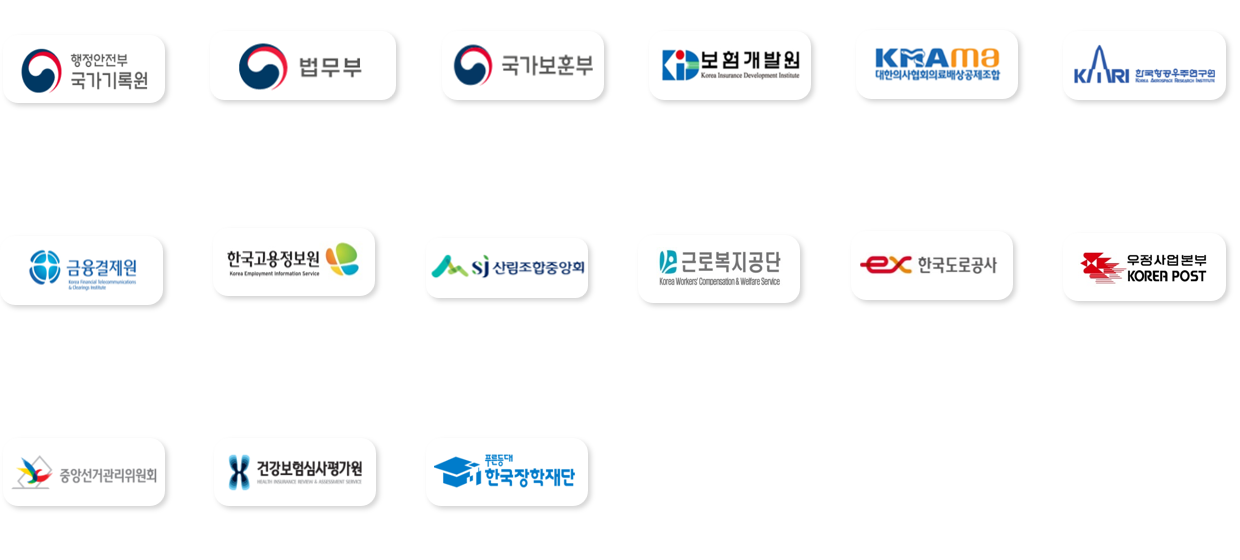 행정안전부
국가기록원
법무부
국가보훈부
KiD 보험개발원
Korea Insurance Development Institute
KMAma
대한의사협회의료배상공제조합
KARI 한국항공우주연구원
Korea Aerospace Research Institute
금융결제원
Korea Financial Telecommunications
& Clearings Institute
한국고용정보원
Korea Employment Information Service
sj 산림조합중앙회
근로복지공단
Korea Workers' Compensation & Welfare Service
ex 한국도로공사
우정사업본부
KOREA POST
중앙선거관리위원회
건강보험심사평가원
HEALTH INSURANCE REVIEW & ASSESSMENT SERVICE
푸른등대
한국장학재단